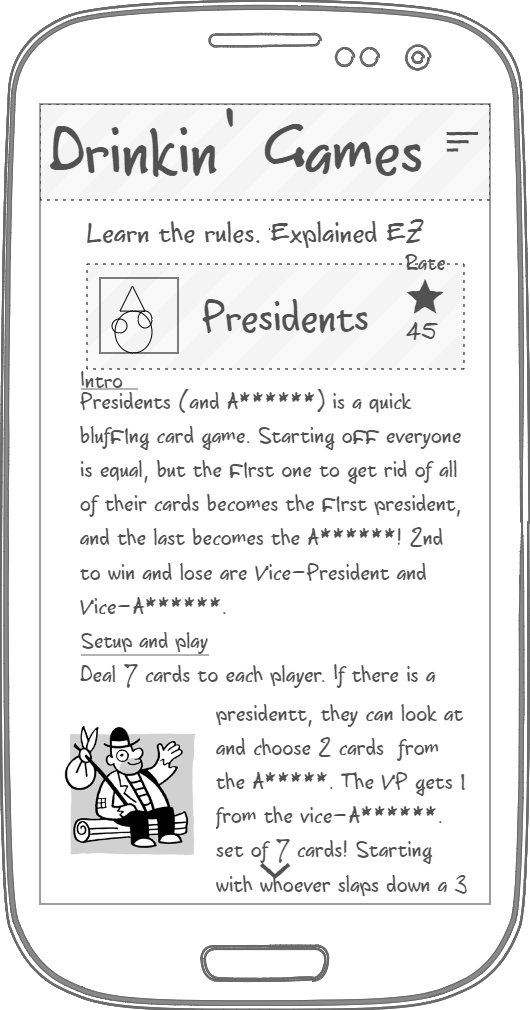 Drinkin' Games
Learn the rules. Explained EZ
Rate
Presidents
45
Intro
Presidents (and A******) is a quick
bluffIng card game. Starting off everyone
is equal, but the fIrst one to get rid of all
of their cards becomes the fIrst president,
and the last becomes the A******! 2nd
to win and lose are Vice-President and
Vice-A******.
Setup and play
Deal 7 cards to each player. If there is a
presidentt, they can look at
and choose 2 cards from
the A*****. The VP gets 1
from the vice-A******.
set of 7 cards! Starting
with whoever slaps down a 3